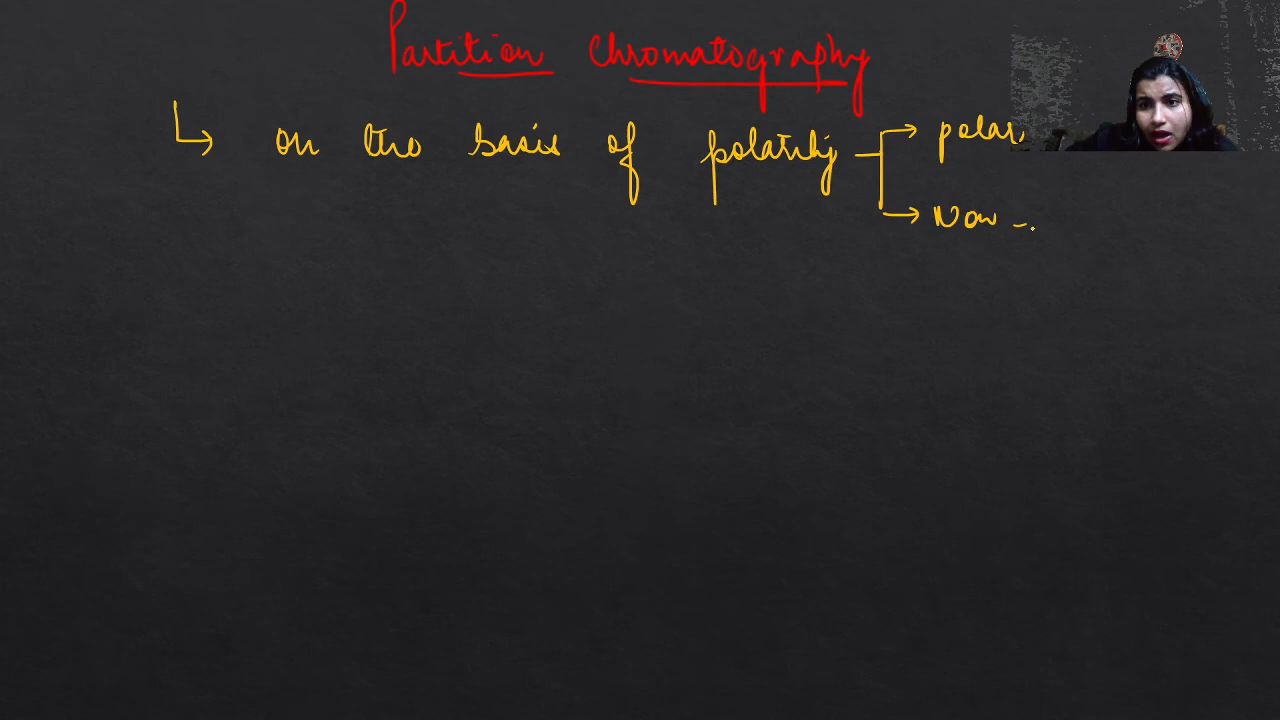 Partition Chromatography
on the basis of polarity → polar
→ Non -